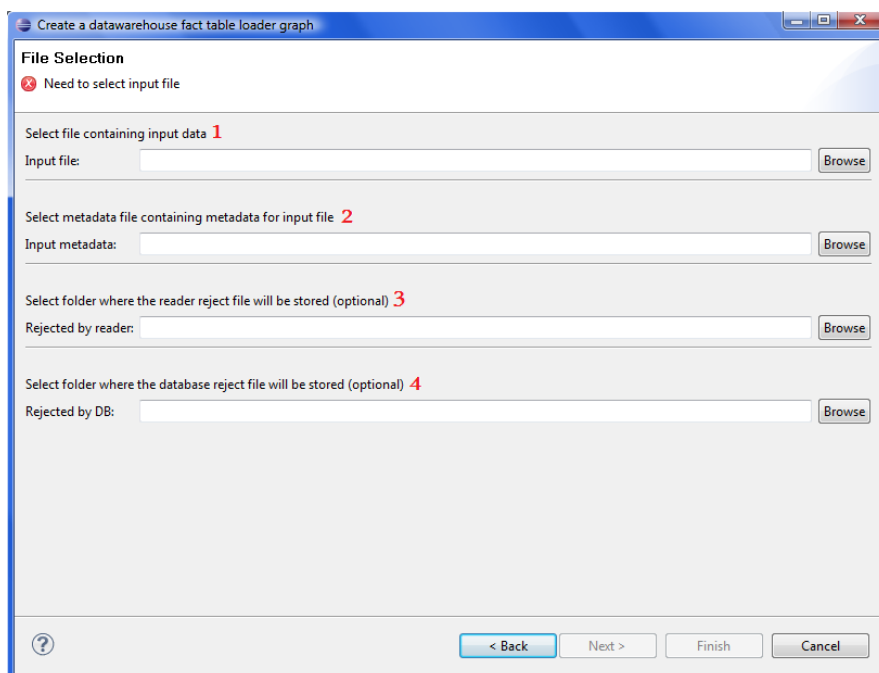 Create a datawarehouse fact table loader graph
File Selection
Need to select input file
Select file containing input data 1
Input file: Browse
Select metadata file containing metadata for input file 2
Input metadata: Browse
Select folder where the reader reject file will be stored (optional) 3
Rejected by reader: Browse
Select folder where the database reject file will be stored (optional) 4
Rejected by DB: Browse
? < Back Next > Finish Cancel